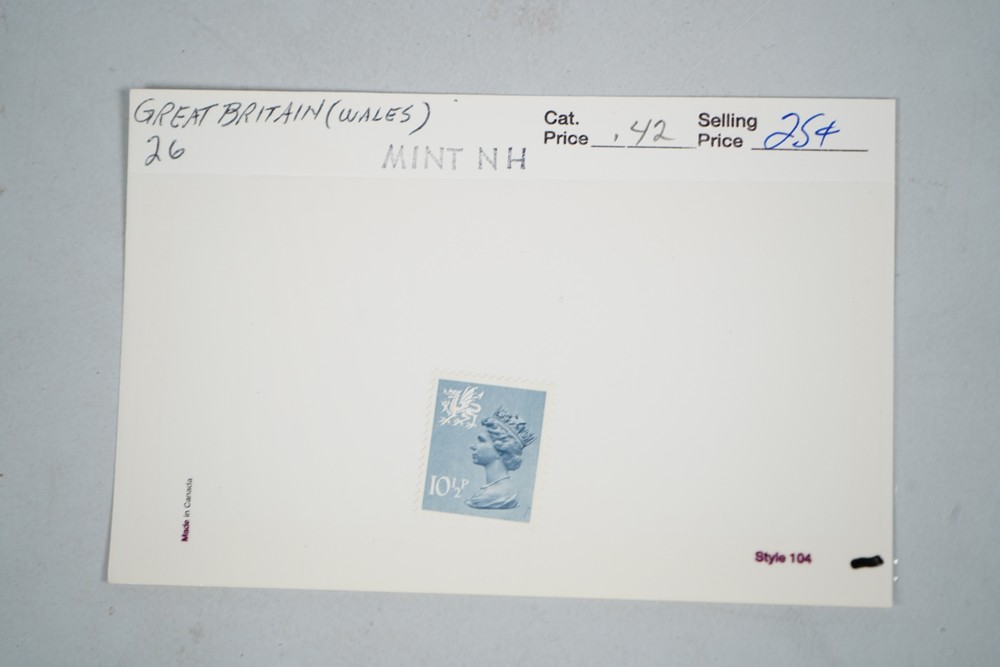 GREAT BRITAIN (WALES)
26
MINT NH
Cat.
Price .42
Selling
Price 25¢
10½P
Made in Canada
Style 104